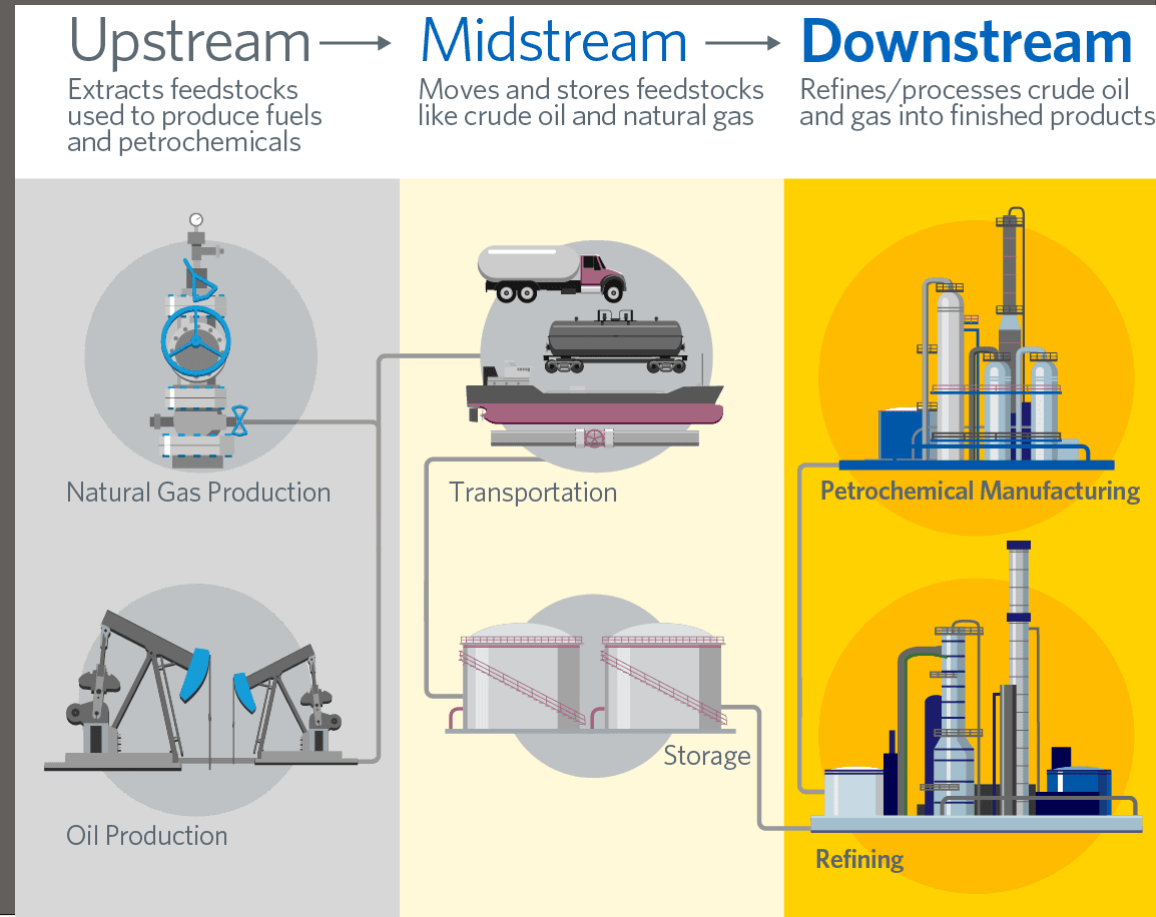 Upstream
Extracts feedstocks
used to produce fuels
and petrochemicals
Midstream
Moves and stores feedstocks
like crude oil and natural gas
Downstream
Refines/processes crude oil
and gas into finished products
Natural Gas Production
Oil Production
Transportation
Storage
Petrochemical Manufacturing
Refining